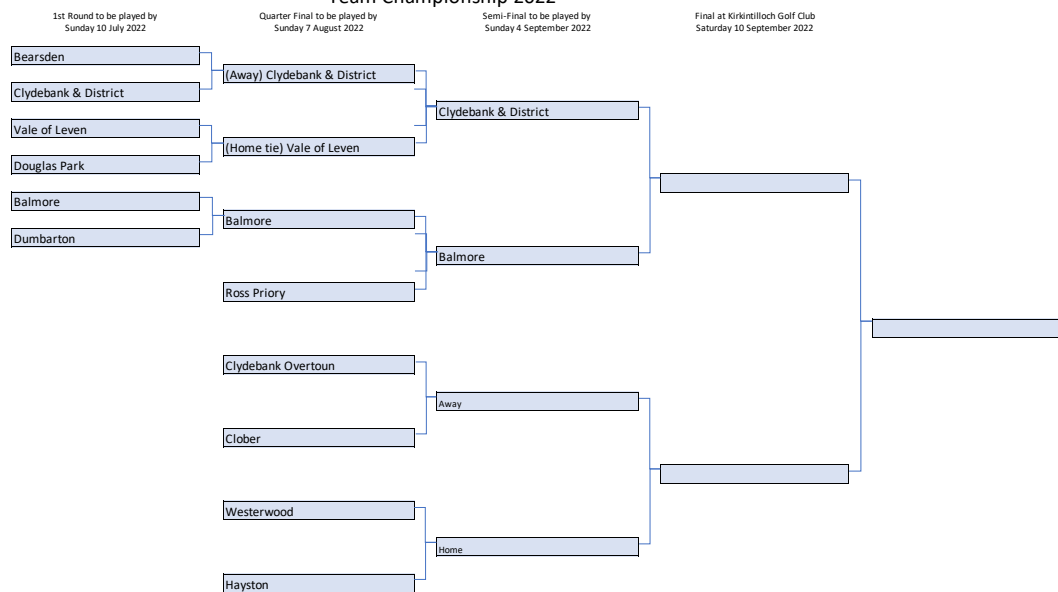 Team Championship 2022
1st Round to be played by
Sunday 10 July 2022
Quarter Final to be played by
Sunday 7 August 2022
Semi-Final to be played by
Sunday 4 September 2022
Final at Kirkintilloch Golf Club
Saturday 10 September 2022
Bearsden
Clydebank & District
Vale of Leven
Douglas Park
Balmore
Dumbarton
(Away) Clydebank & District
(Home tie) Vale of Leven
Balmore
Ross Priory
Clydebank Overtoun
Clober
Westerwood
Hayston
Clydebank & District
Balmore
Away
Home